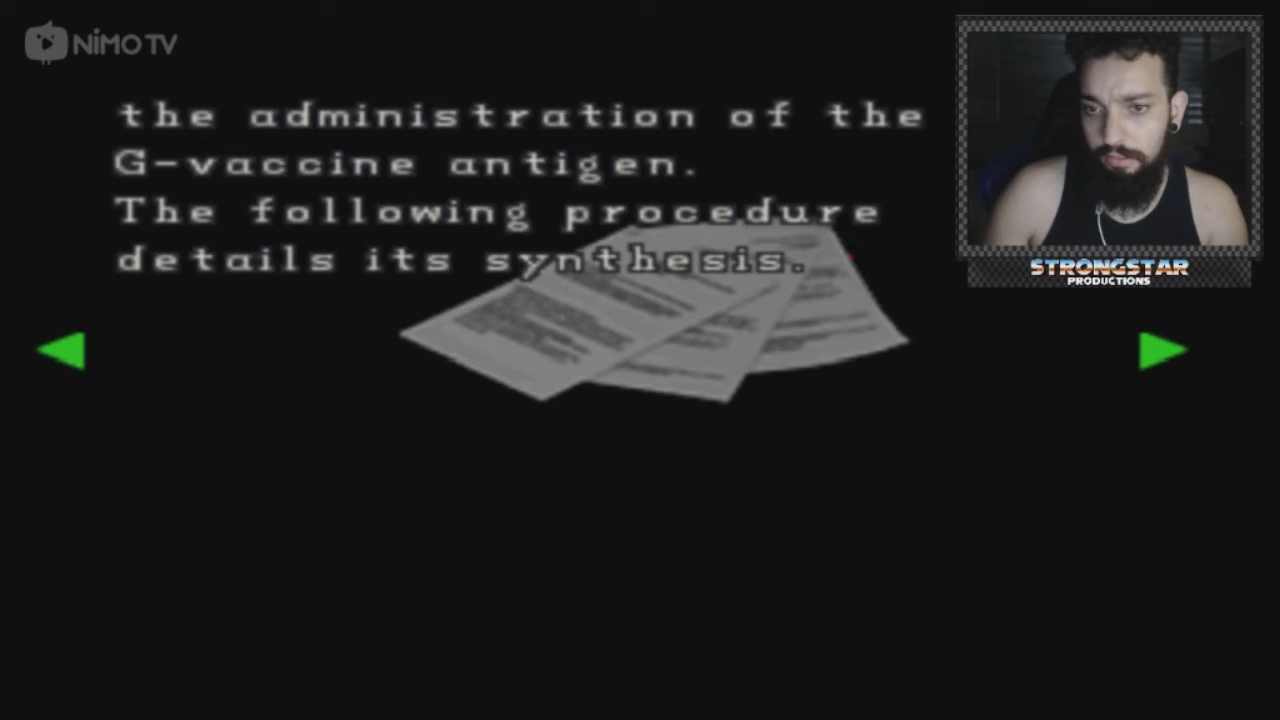 NiMO TV
the administration of the
G-vaccine antigen.
The following procedure
details its synthesis.
STRONGSTAR
PRODUCTIONS